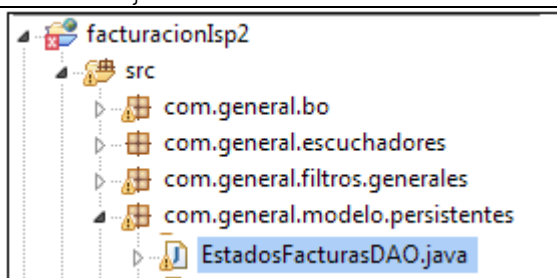 facturacionIsp2
src
com.general.bo
com.general.escuchadores
com.general.filtros.generales
com.general.modelo.persistentes
EstadosFacturasDAO.java